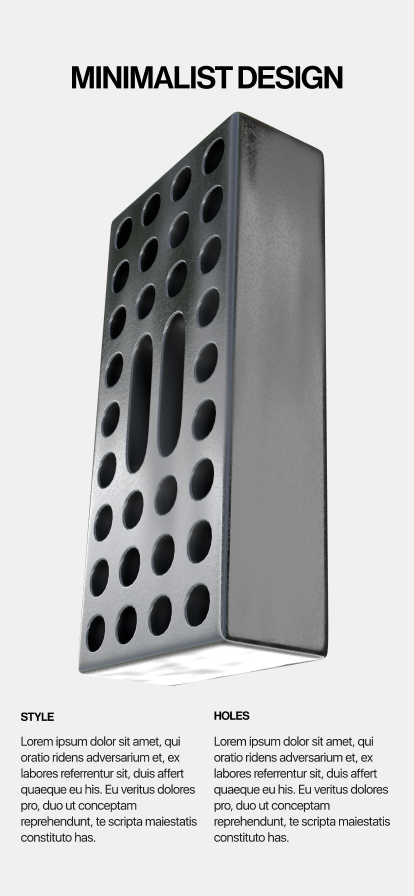 MINIMALIST DESIGN
STYLE
Lorem ipsum dolor sit amet, qui
oratio ridens adversarium et, ex
labores referrentur sit, duis affert
quaeque eu his. Eu veritus dolores
pro, duo ut conceptam
reprehendunt, te scripta maiestatis
constituto has.
HOLES
Lorem ipsum dolor sit amet, qui
oratio ridens adversarium et, ex
labores referrentur sit, duis affert
quaeque eu his. Eu veritus dolores
pro, duo ut conceptam
reprehendunt, te scripta maiestatis
constituto has.